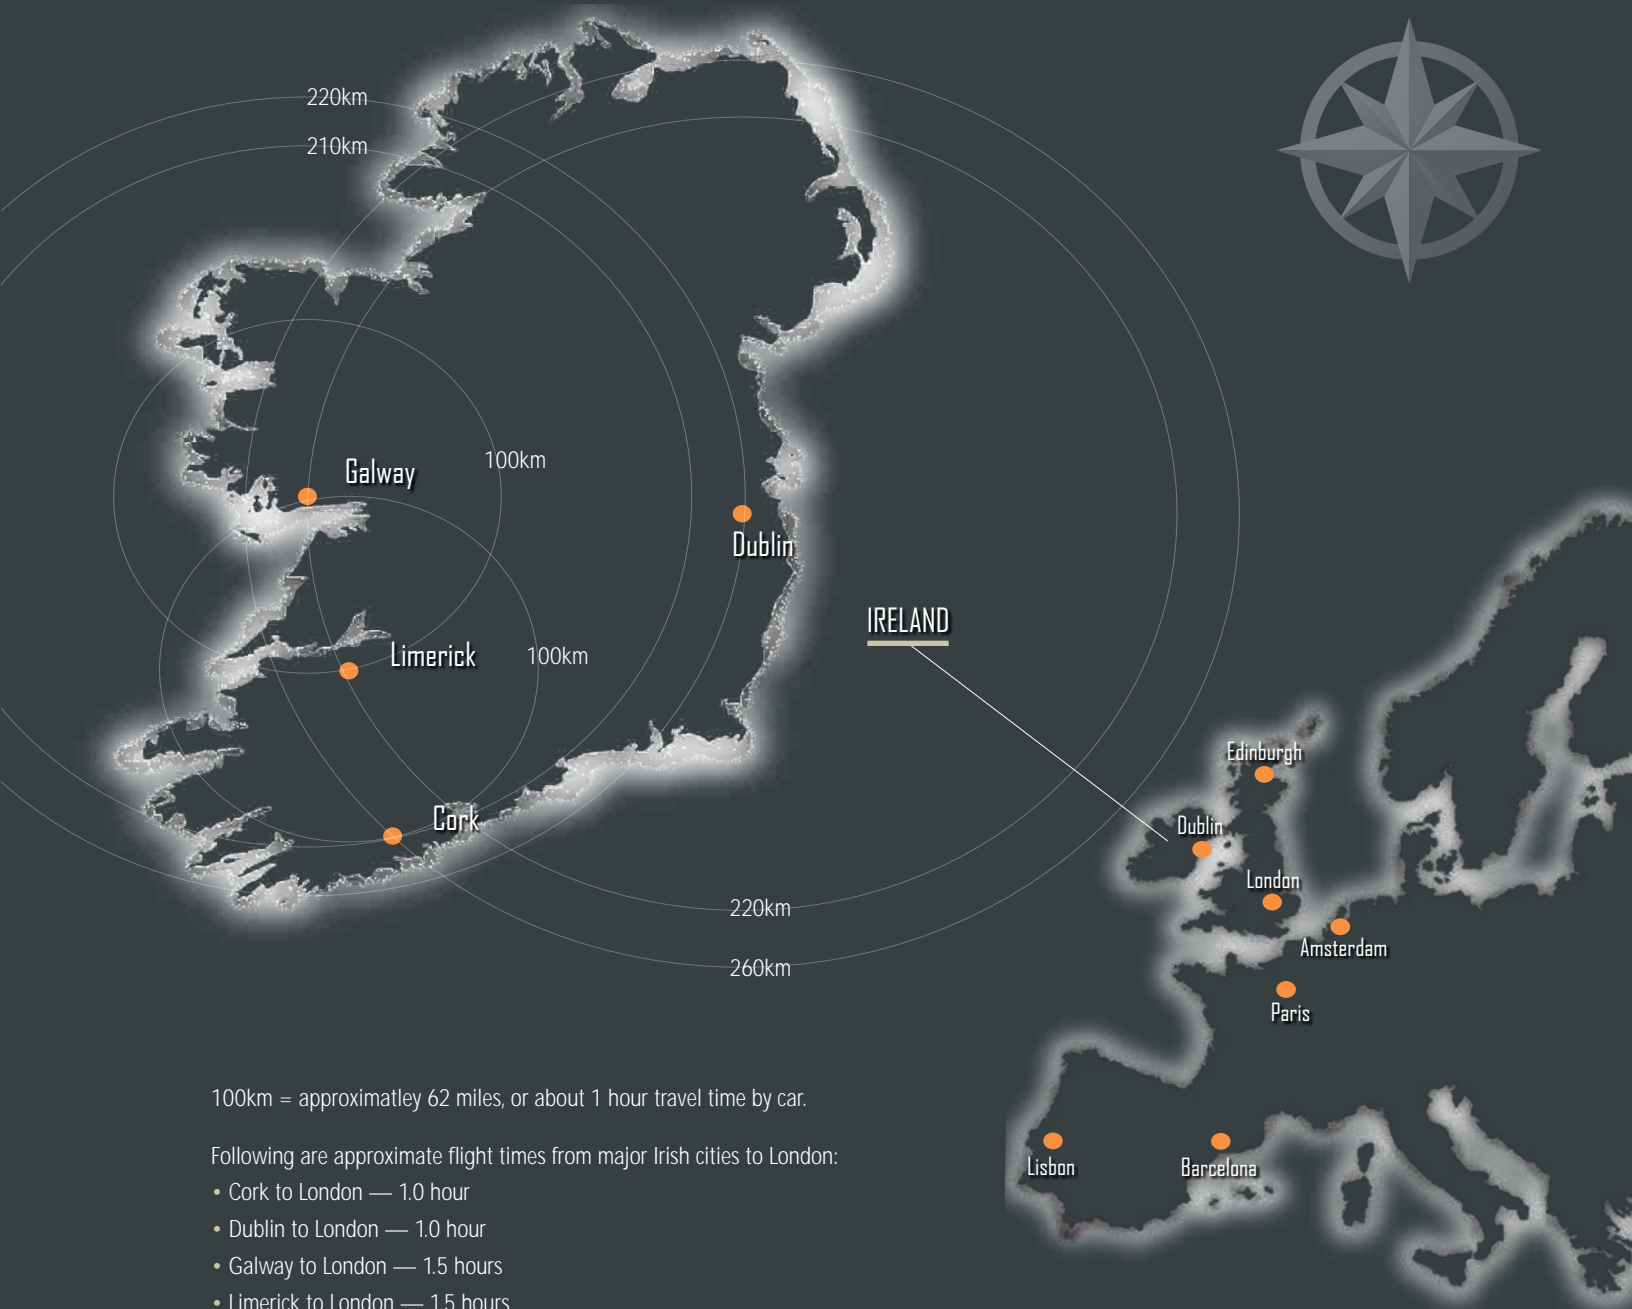 220km
210km
Galway
100km
Dublin
IRELAND
Limerick
100km
Cork
220km
260km
Edinburgh
Dublin
London
Amsterdam
Paris
Lisbon
Barcelona
100km = approximatley 62 miles, or about 1 hour travel time by car.
Following are approximate flight times from major Irish cities to London:
• Cork to London — 1.0 hour
• Dublin to London — 1.0 hour
• Galway to London — 1.5 hours
• Limerick to London — 1.5 hours